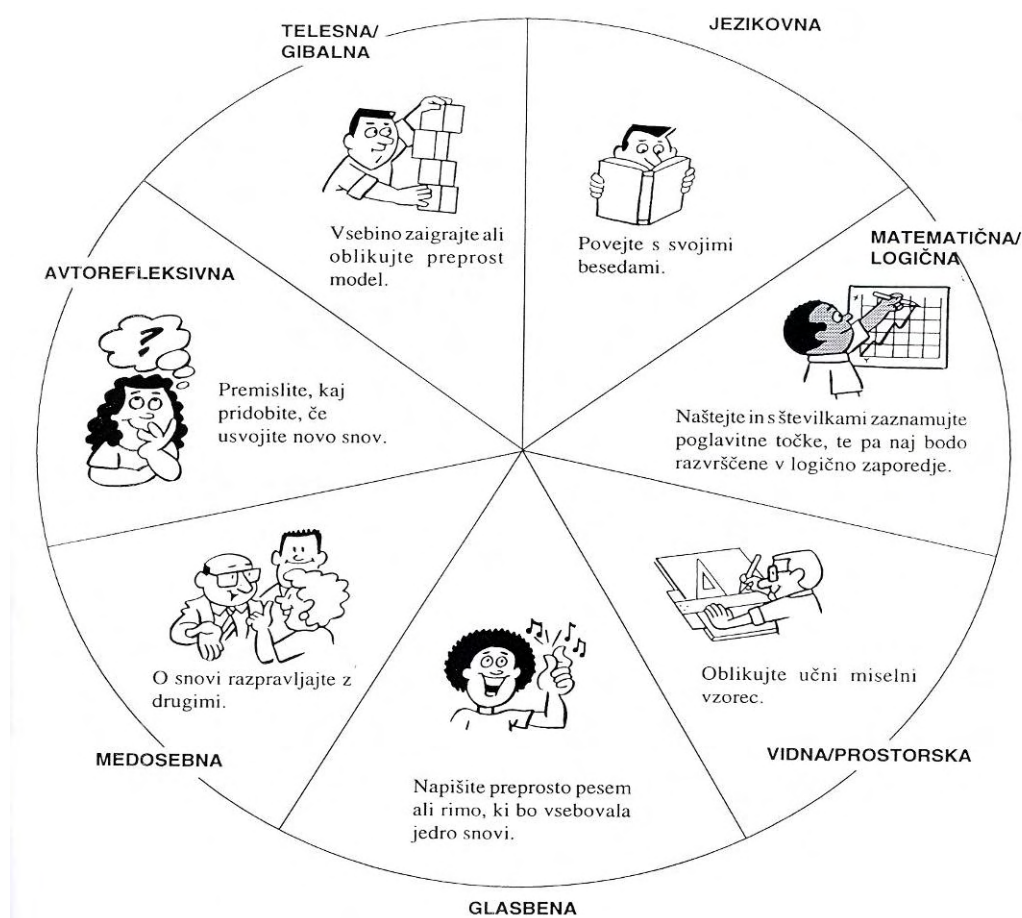 TELESNA/
GIBALNA
Vsebino zaigrajte ali
oblikujte preprost
model.
JEZIKOVNA
Povejte s svojimi
besedami.
MATEMATIČNA/
LOGIČNA
Naštejte in s številkami zaznamujte
poglavitne točke, te pa naj bodo
razvrščene v logično zaporedje.
VIDNA/PROSTORSKA
Oblikujte učni miselni
vzorec.
GLASBENA
Napišite preprosto pesem
ali rimo, ki bo vsebovala
jedro snovi.
MEDOSEBNA
O snovi razpravljajte z
drugimi.
AVTOREFLEKSIVNA
?
Premislite, kaj
pridobite, če
usvojite novo snov.